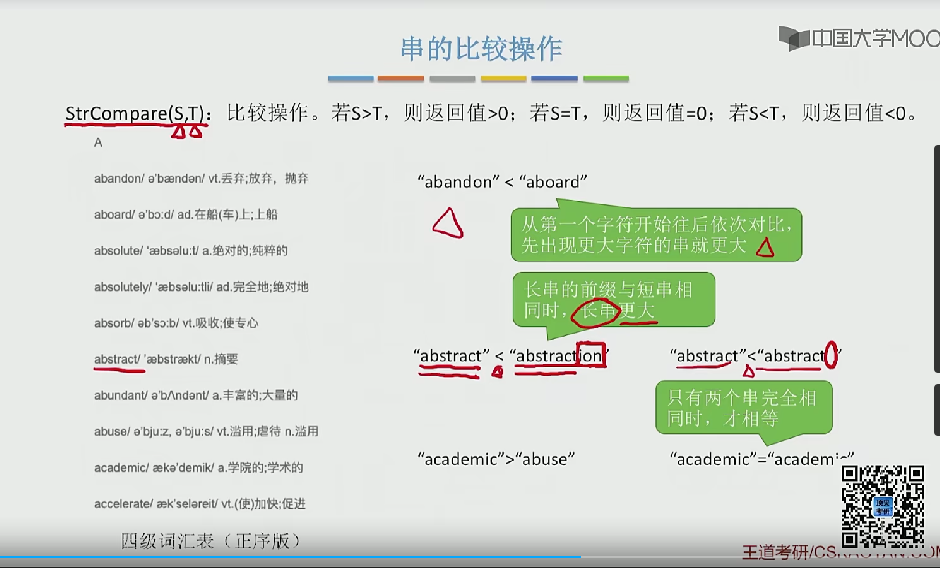 中国大学MOO
串的比较操作
StrCompare(S,T)：比较操作。若S>T，则返回值>0；若S=T，则返回值=0；若S<T，则返回值<0。
A
abandon/ ə'bændən/ vt.丢弃;放弃，抛弃
aboard/ ə'bɔ:d/ ad.在船(车)上;上船
absolute/ 'æbsəlu:t/ a.绝对的;纯粹的
absolutely/ 'æbsəlu:tli/ ad.完全地;绝对地
absorb/ əb'sɔ:b/ vt.吸收;使专心
abstract/ 'æbstrækt/ n.摘要
abundant/ ə'bΛndənt/ a.丰富的;大量的
abuse/ ə'bju:z, ə'bju:s/ vt.滥用;虐待 n.滥用
academic/ ækə'demik/ a.学院的;学术的
accelerate/ æk'seləreit/ vt.(使)加快;促进
四级词汇表（正序版）
“abandon” < “aboard”
从第一个字符开始往后依次对比，
先出现更大字符的串就更大
长串的前缀与短串相
同时，长串更大
“abstract” < “abstraction”
“abstract”<“abstract ”
只有两个串完全相
同时，才相等
“academic”>“abuse”
“academic”=“academic”
王道考研/CSKAOYAN.COM